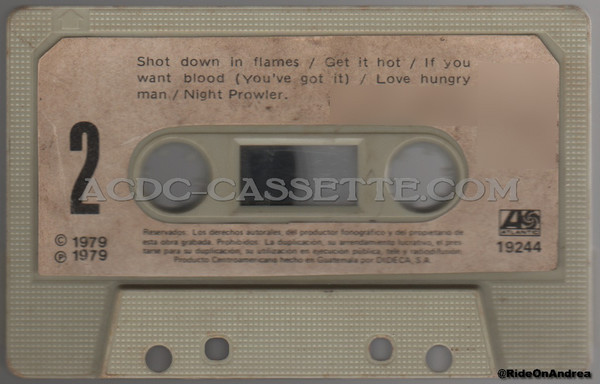 Shot down in flames / Get it hot / If you
want blood (You've got it) / Love hungry
man / Night Prowler.
2
ACDC-CASSETTE.COM
© 1979
℗ 1979
Reservados. Los derechos autorales, del productor fonográfico y del propietario de
esta obra grabada. Prohibidos. La duplicación, su arrendamiento lucrativo, el pres
tarse para su duplicación, su utilización en ejecución pública, tele y radiodifusión.
Producto Centroamericano hecho en Guatemala por DIDECA, S.A.
ATLANTIC
19244
@RideOnAndrea